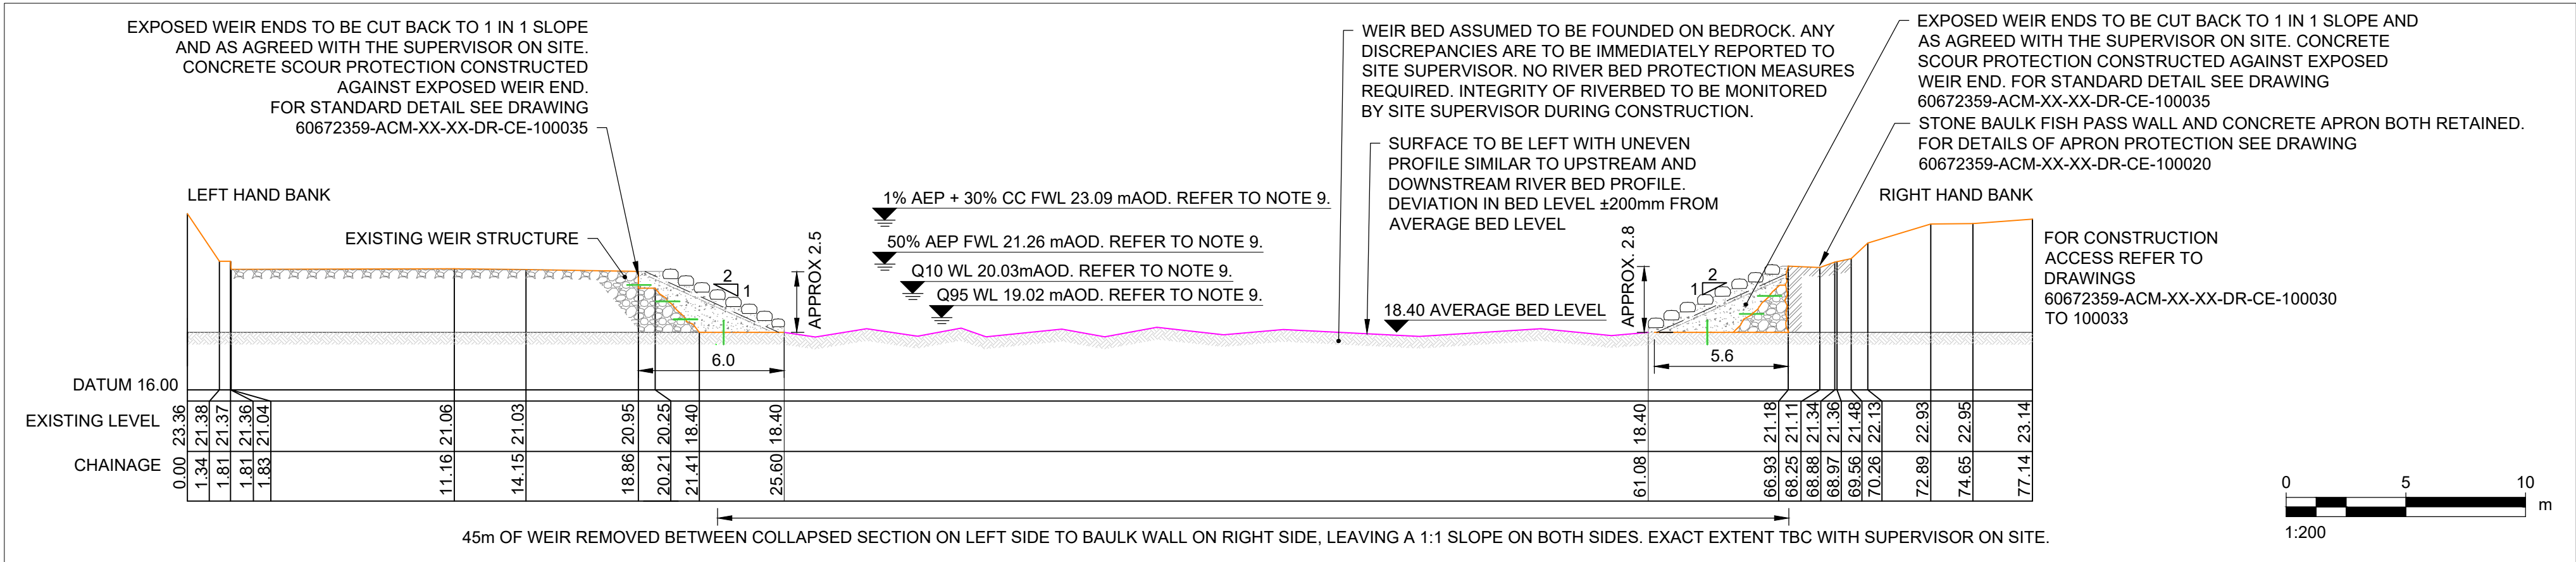 EXPOSED WEIR ENDS TO BE CUT BACK TO 1 IN 1 SLOPE
AND AS AGREED WITH THE SUPERVISOR ON SITE.
CONCRETE SCOUR PROTECTION CONSTRUCTED
AGAINST EXPOSED WEIR END.
FOR STANDARD DETAIL SEE DRAWING
60672359-ACM-XX-XX-DR-CE-100035
WEIR BED ASSUMED TO BE FOUNDED ON BEDROCK. ANY
DISCREPANCIES ARE TO BE IMMEDIATELY REPORTED TO
SITE SUPERVISOR. NO RIVER BED PROTECTION MEASURES
REQUIRED. INTEGRITY OF RIVERBED TO BE MONITORED
BY SITE SUPERVISOR DURING CONSTRUCTION.
EXPOSED WEIR ENDS TO BE CUT BACK TO 1 IN 1 SLOPE AND
AS AGREED WITH THE SUPERVISOR ON SITE. CONCRETE
SCOUR PROTECTION CONSTRUCTED AGAINST EXPOSED
WEIR END. FOR STANDARD DETAIL SEE DRAWING
60672359-ACM-XX-XX-DR-CE-100035
STONE BAULK FISH PASS WALL AND CONCRETE APRON BOTH RETAINED.
FOR DETAILS OF APRON PROTECTION SEE DRAWING
60672359-ACM-XX-XX-DR-CE-100020
SURFACE TO BE LEFT WITH UNEVEN
PROFILE SIMILAR TO UPSTREAM AND
DOWNSTREAM RIVER BED PROFILE.
DEVIATION IN BED LEVEL ±200mm FROM
AVERAGE BED LEVEL
LEFT HAND BANK
RIGHT HAND BANK
EXISTING WEIR STRUCTURE
1% AEP + 30% CC FWL 23.09 mAOD. REFER TO NOTE 9.
50% AEP FWL 21.26 mAOD. REFER TO NOTE 9.
Q10 WL 20.03mAOD. REFER TO NOTE 9.
Q95 WL 19.02 mAOD. REFER TO NOTE 9.
2
1
APPROX 2.5
6.0
18.40 AVERAGE BED LEVEL
APPROX. 2.8
2
1
5.6
FOR CONSTRUCTION
ACCESS REFER TO
DRAWINGS
60672359-ACM-XX-XX-DR-CE-100030
TO 100033
DATUM 16.00
EXISTING LEVEL 23.36 21.38 21.37 21.36 21.04 21.06 21.03 20.95 20.25 18.40 18.40 18.40 21.18 21.11 21.34 21.36 21.48 22.13 22.93 22.95 23.14
CHAINAGE 0.00 1.34 1.81 1.81 1.83 11.16 14.15 18.86 20.21 21.41 25.60 61.08 66.93 68.25 68.88 68.97 69.56 70.26 72.89 74.65 77.14
45m OF WEIR REMOVED BETWEEN COLLAPSED SECTION ON LEFT SIDE TO BAULK WALL ON RIGHT SIDE, LEAVING A 1:1 SLOPE ON BOTH SIDES. EXACT EXTENT TBC WITH SUPERVISOR ON SITE.
0 5 10
m
1:200